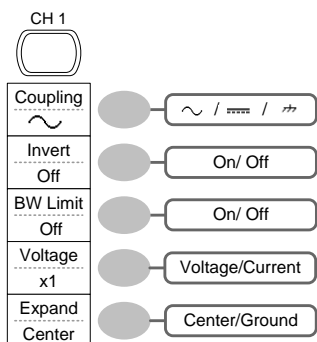 CH 1
Coupling
/ /
Invert
Off
On/ Off
BW Limit
Off
On/ Off
Voltage
x1
Voltage/Current
Expand
Center
Center/Ground